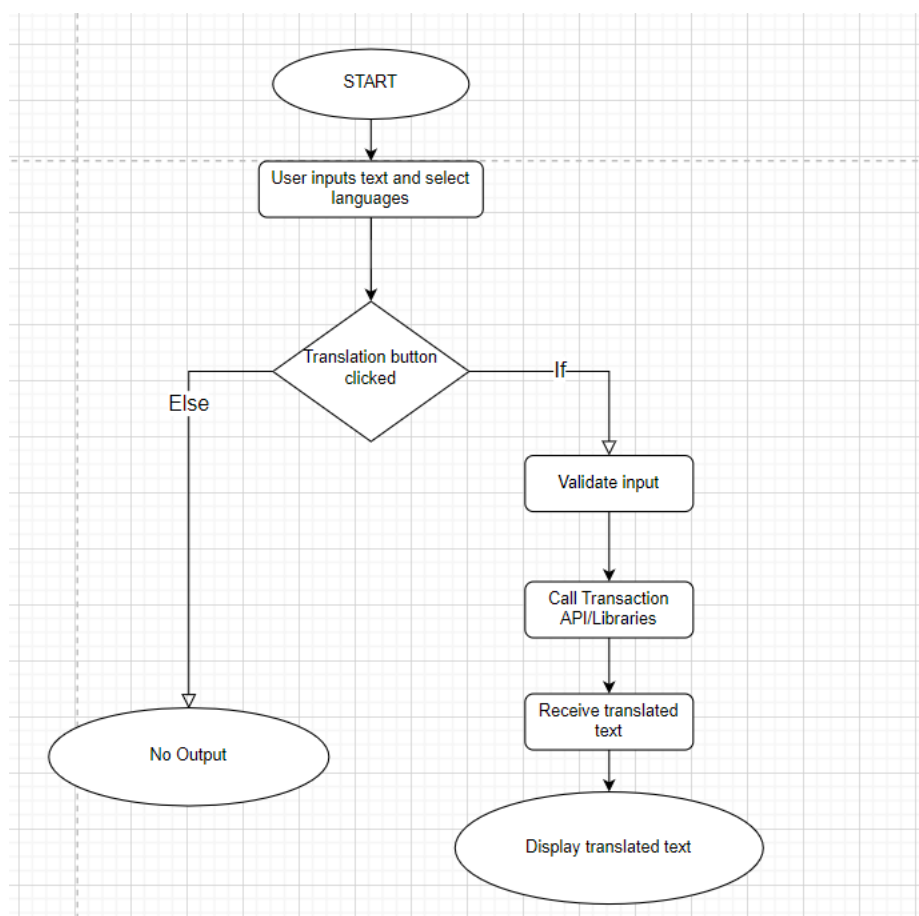 START
User inputs text and select
languages
Translation button
clicked
If
Else
Validate input
Call Transaction
API/Libraries
Receive translated
text
No Output
Display translated text